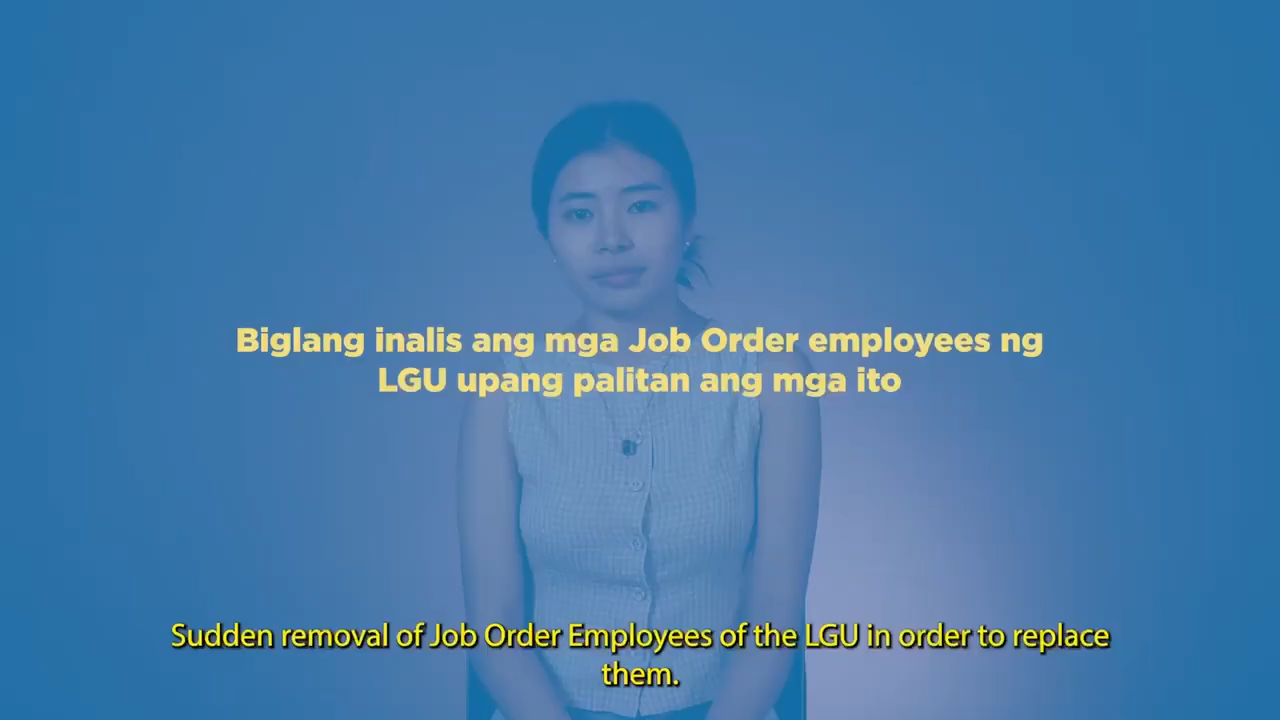 Biglang inalis ang mga Job Order employees ng
LGU upang palitan ang mga ito
Sudden removal of Job Order Employees of the LGU in order to replace
them.